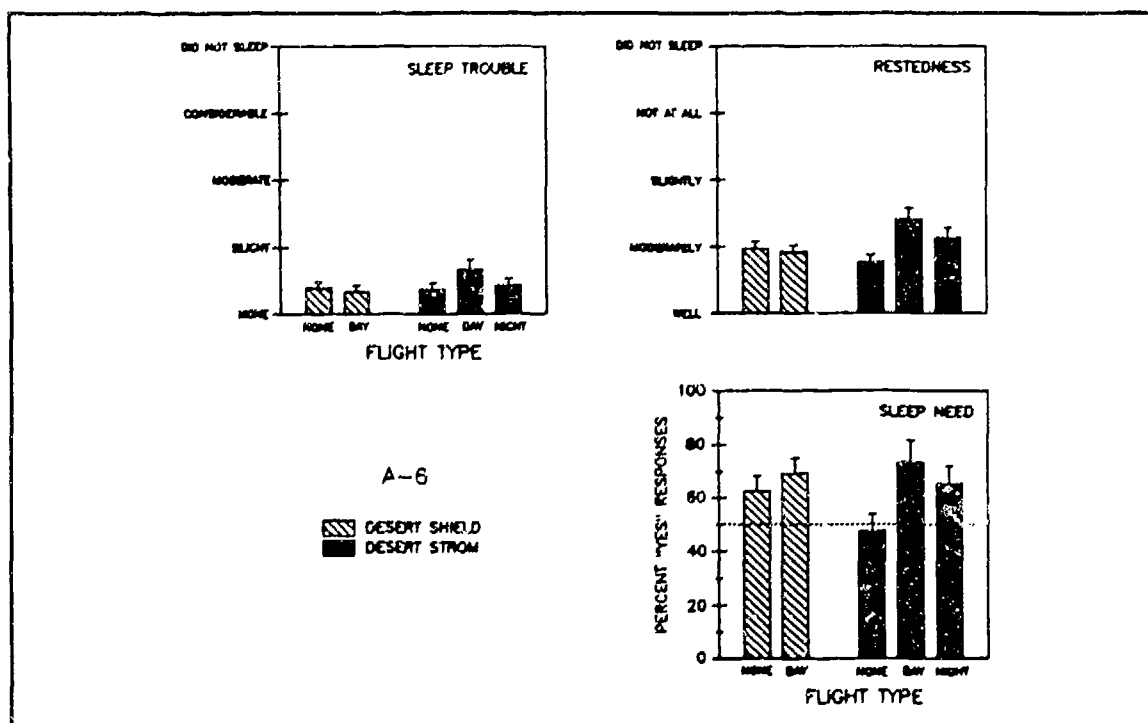 DID NOT SLEEP
SLEEP TROUBLE
CONSIDERABLE
MODERATE
SLIGHT
NONE
NONE DAY NONE DAY NIGHT
FLIGHT TYPE
DID NOT SLEEP
RESTEDNESS
NOT AT ALL
SLIGHTLY
MODERATELY
WELL
A-6
DESERT SHIELD
DESERT STROM
100
SLEEP NEED
80
60
40
20
0
PERCENT "YES" RESPONSES
NONE DAY NONE DAY NIGHT
FLIGHT TYPE